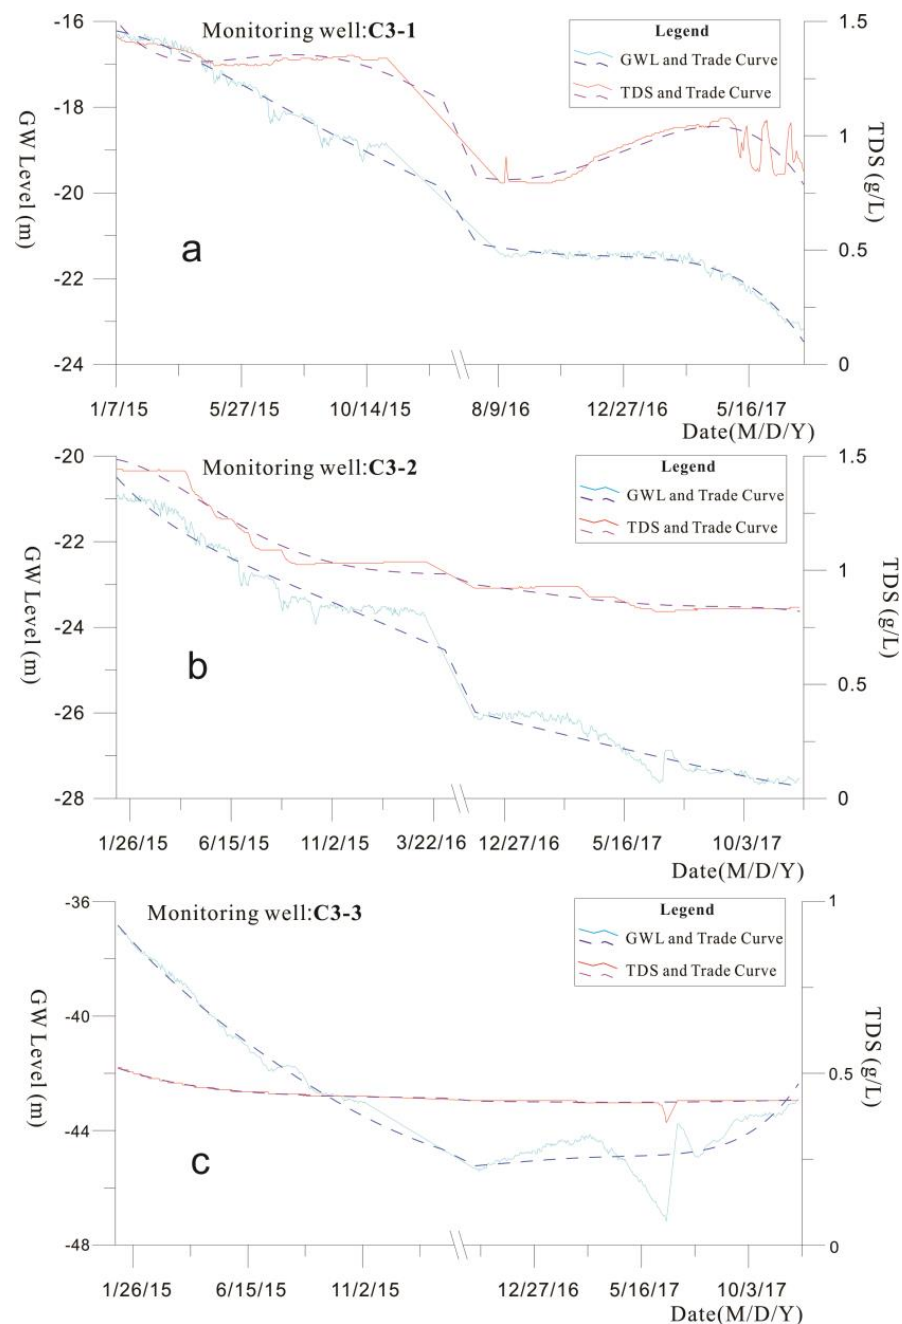 Monitoring well:C3-1
Legend
GWL and Trade Curve
TDS and Trade Curve
GW Level (m)
-16
-18
-20
-22
-24
TDS (g/L)
1.5
1
0.5
0
a
1/7/15 5/27/15 10/14/15 8/9/16 12/27/16 5/16/17
Date(M/D/Y)
Monitoring well:C3-2
Legend
GWL and Trade Curve
TDS and Trade Curve
GW Level (m)
-20
-22
-24
-26
-28
TDS (g/L)
1.5
1
0.5
0
b
1/26/15 6/15/15 11/2/15 3/22/16 12/27/16 5/16/17 10/3/17
Date(M/D/Y)
Monitoring well:C3-3
Legend
GWL and Trade Curve
TDS and Trade Curve
GW Level (m)
-36
-40
-44
-48
TDS (g/L)
1
0.5
0
c
1/26/15 6/15/15 11/2/15 12/27/16 5/16/17 10/3/17
Date(M/D/Y)